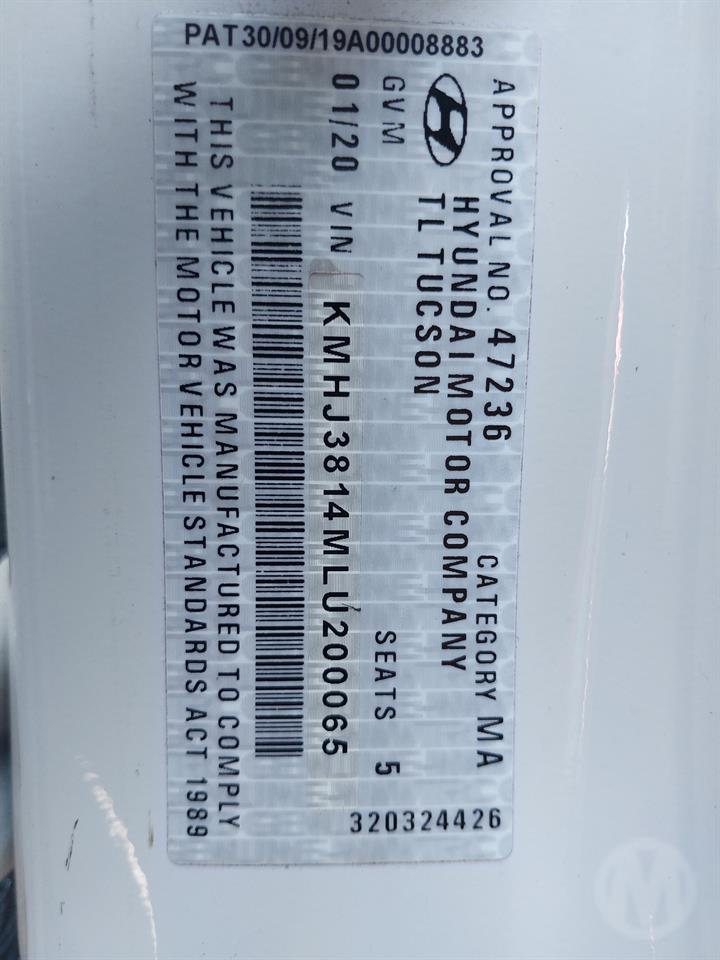 APPROVAL NO. 47236 CATEGORY MA
HYUNDAI MOTOR COMPANY
TL TUCSON
GVM SEATS 5
01/20 VIN KMHJ3814MLU200065
THIS VEHICLE WAS MANUFACTURED TO COMPLY
WITH THE MOTOR VEHICLE STANDARDS ACT 1989
PAT30/09/19A00008883
320324426
M